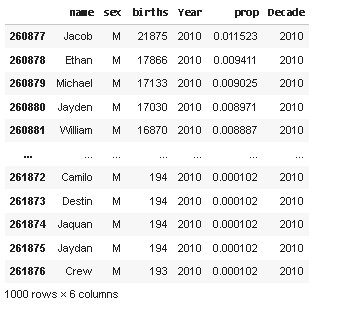 name sex births Year prop Decade
260877 Jacob M 21875 2010 0.011523 2010
260878 Ethan M 17866 2010 0.009411 2010
260879 Michael M 17133 2010 0.009025 2010
260880 Jayden M 17030 2010 0.008971 2010
260881 William M 16870 2010 0.008887 2010
... ... ... ... ... ... ...
261872 Camilo M 194 2010 0.000102 2010
261873 Destin M 194 2010 0.000102 2010
261874 Jaquan M 194 2010 0.000102 2010
261875 Jaydan M 194 2010 0.000102 2010
261876 Crew M 193 2010 0.000102 2010
1000 rows × 6 columns